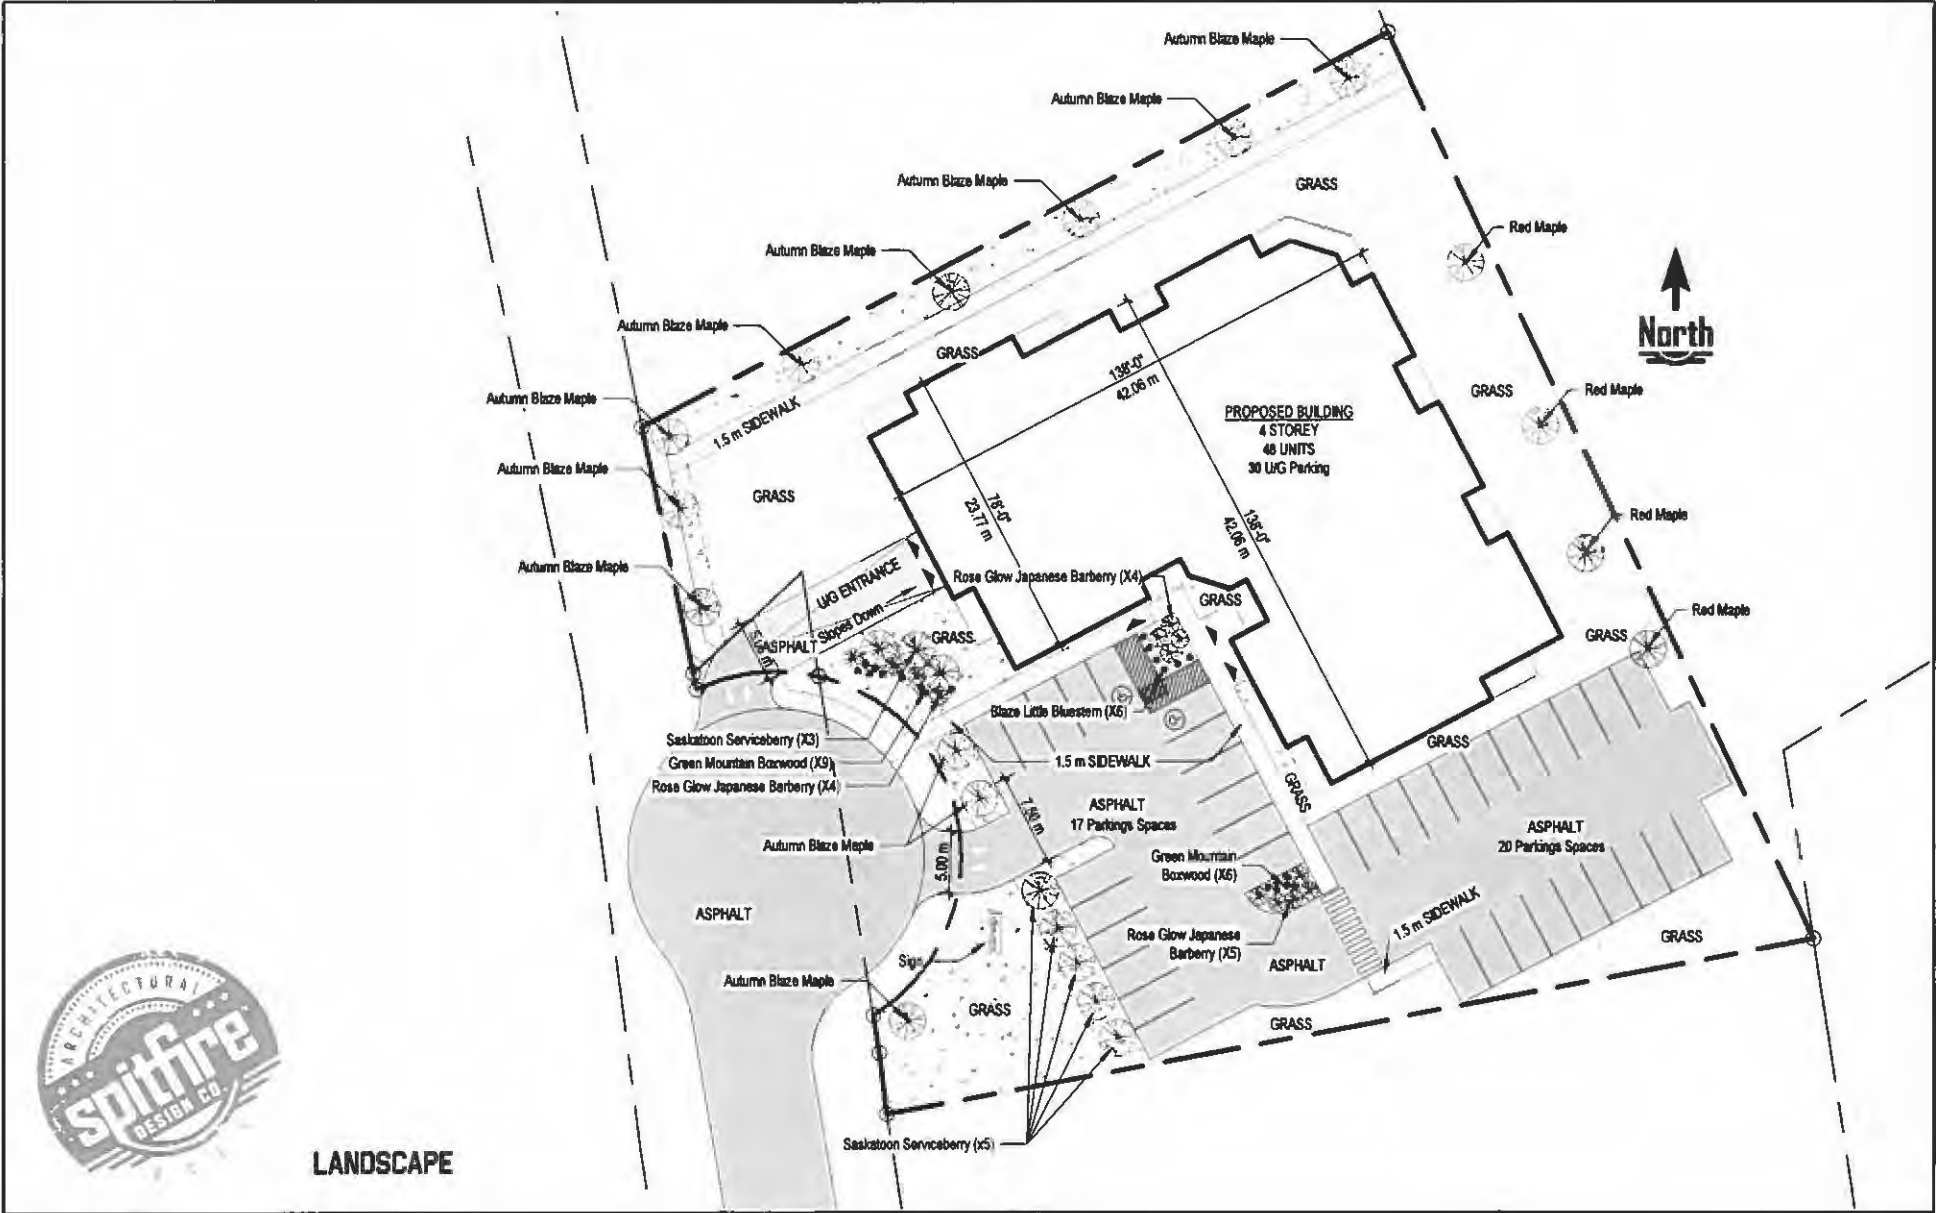 Autumn Blaze Maple
Autumn Blaze Maple
Autumn Blaze Maple
Autumn Blaze Maple
Autumn Blaze Maple
Autumn Blaze Maple
Autumn Blaze Maple
Autumn Blaze Maple
GRASS
Red Maple
North
GRASS
Red Maple
Red Maple
Red Maple
GRASS
1.5 m SIDEWALK
GRASS
GRASS
138'-0"
42.06 m
PROPOSED BUILDING
4 STOREY
48 UNITS
30 U/G Parking
78'-0"
23.77 m
138'-0"
42.06 m
U/G ENTRANCE
Slopes Down
ASPHALT
GRASS
Rose Glow Japanese Barberry (X4)
GRASS
Blaze Little Bluestem (X6)
Saskatoon Serviceberry (X3)
Green Mountain Boxwood (X9)
Rose Glow Japanese Barberry (X4)
1.5 m SIDEWALK
GRASS
GRASS
Autumn Blaze Maple
7.50 m
5.00 m
ASPHALT
17 Parkings Spaces
ASPHALT
20 Parkings Spaces
Green Mountain
Boxwood (X6)
Rose Glow Japanese
Barberry (X5)
ASPHALT
1.5 m SIDEWALK
GRASS
ASPHALT
Sign
Autumn Blaze Maple
GRASS
GRASS
Saskatoon Serviceberry (x5)
ARCHITECTURAL
spitfire
DESIGN CO.
LANDSCAPE